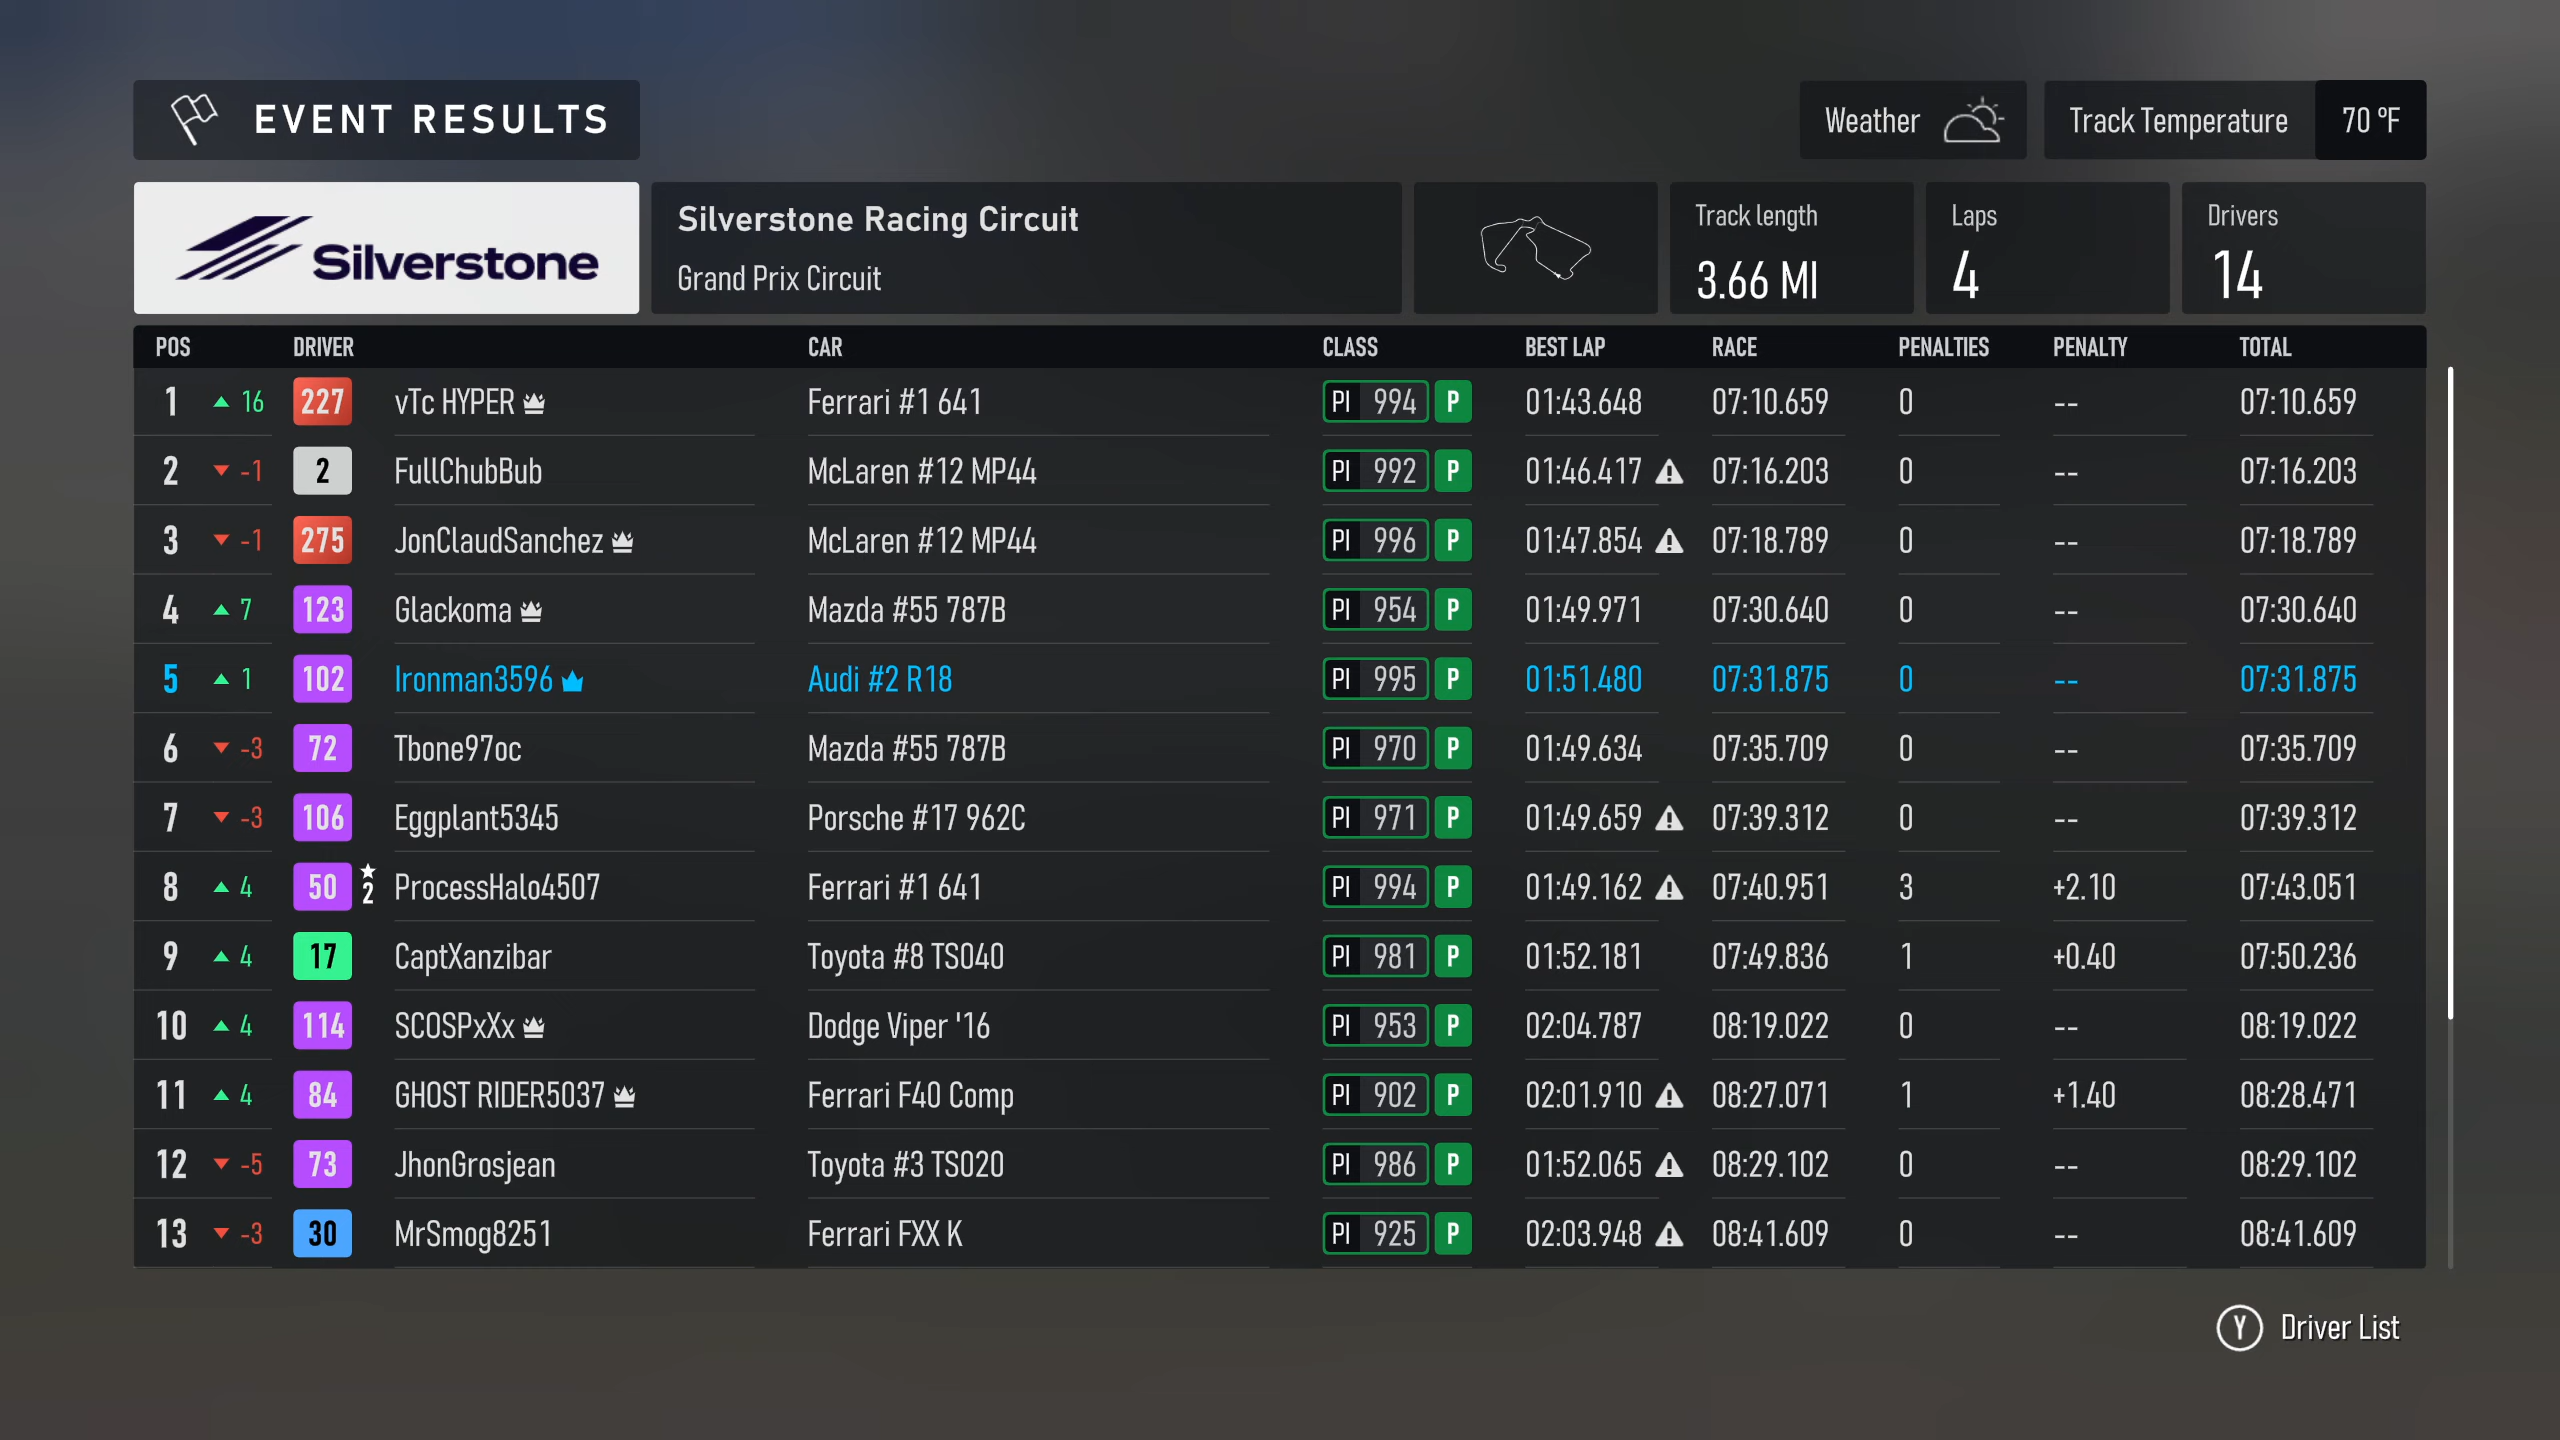 EVENT RESULTS
Weather
Track Temperature 70 °F
Silverstone
Silverstone Racing Circuit
Grand Prix Circuit
Track length
3.66 MI
Laps
4
Drivers
14
POS DRIVER CAR CLASS BEST LAP RACE PENALTIES PENALTY TOTAL
1 16 227 vTc HYPER Ferrari #1 641 PI 994 P 01:43.648 07:10.659 0 -- 07:10.659
2 -1 2 FullChubBub McLaren #12 MP44 PI 992 P 01:46.417 07:16.203 0 -- 07:16.203
3 -1 275 JonClaudSanchez McLaren #12 MP44 PI 996 P 01:47.854 07:18.789 0 -- 07:18.789
4 7 123 Glackoma Mazda #55 787B PI 954 P 01:49.971 07:30.640 0 -- 07:30.640
5 1 102 Ironman3596 Audi #2 R18 PI 995 P 01:51.480 07:31.875 0 -- 07:31.875
6 -3 72 Tbone97oc Mazda #55 787B PI 970 P 01:49.634 07:35.709 0 -- 07:35.709
7 -3 106 Eggplant5345 Porsche #17 962C PI 971 P 01:49.659 07:39.312 0 -- 07:39.312
8 4 50 2 ProcessHalo4507 Ferrari #1 641 PI 994 P 01:49.162 07:40.951 3 +2.10 07:43.051
9 4 17 CaptXanzibar Toyota #8 TS040 PI 981 P 01:52.181 07:49.836 1 +0.40 07:50.236
10 4 114 SCOSPxXx Dodge Viper '16 PI 953 P 02:04.787 08:19.022 0 -- 08:19.022
11 4 84 GHOST RIDER5037 Ferrari F40 Comp PI 902 P 02:01.910 08:27.071 1 +1.40 08:28.471
12 -5 73 JhonGrosjean Toyota #3 TS020 PI 986 P 01:52.065 08:29.102 0 -- 08:29.102
13 -3 30 MrSmog8251 Ferrari FXX K PI 925 P 02:03.948 08:41.609 0 -- 08:41.609
Y Driver List